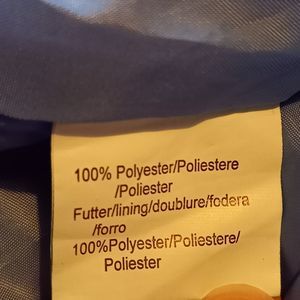 100% Polyester/Poliestere
/Poliester
Futter/lining/doublure/fodera
/forro
100%Polyester/Poliestere/
Poliester